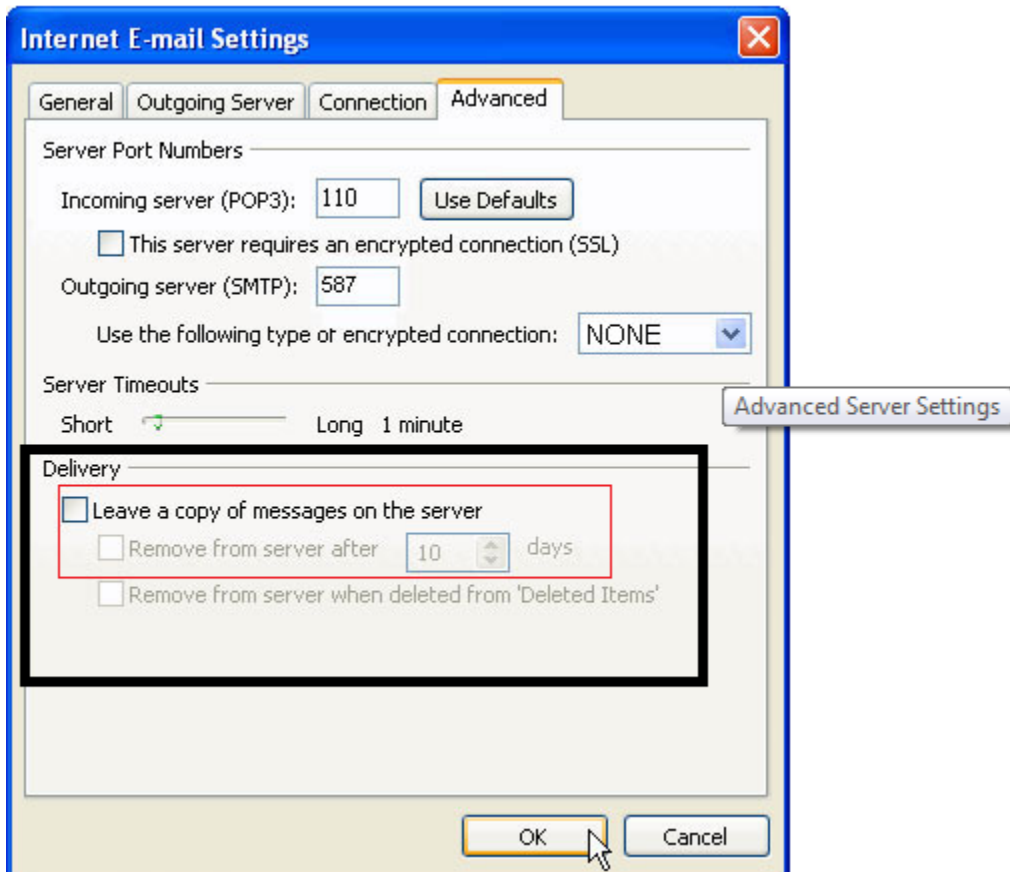 Internet E-mail Settings
General Outgoing Server Connection Advanced
Server Port Numbers
Incoming server (POP3): 110 Use Defaults
This server requires an encrypted connection (SSL)
Outgoing server (SMTP): 587
Use the following type or encrypted connection: NONE
Server Timeouts
Short Long 1 minute
Advanced Server Settings
Delivery
Leave a copy of messages on the server
Remove from server after 10 days
Remove from server when deleted from 'Deleted Items'
OK Cancel